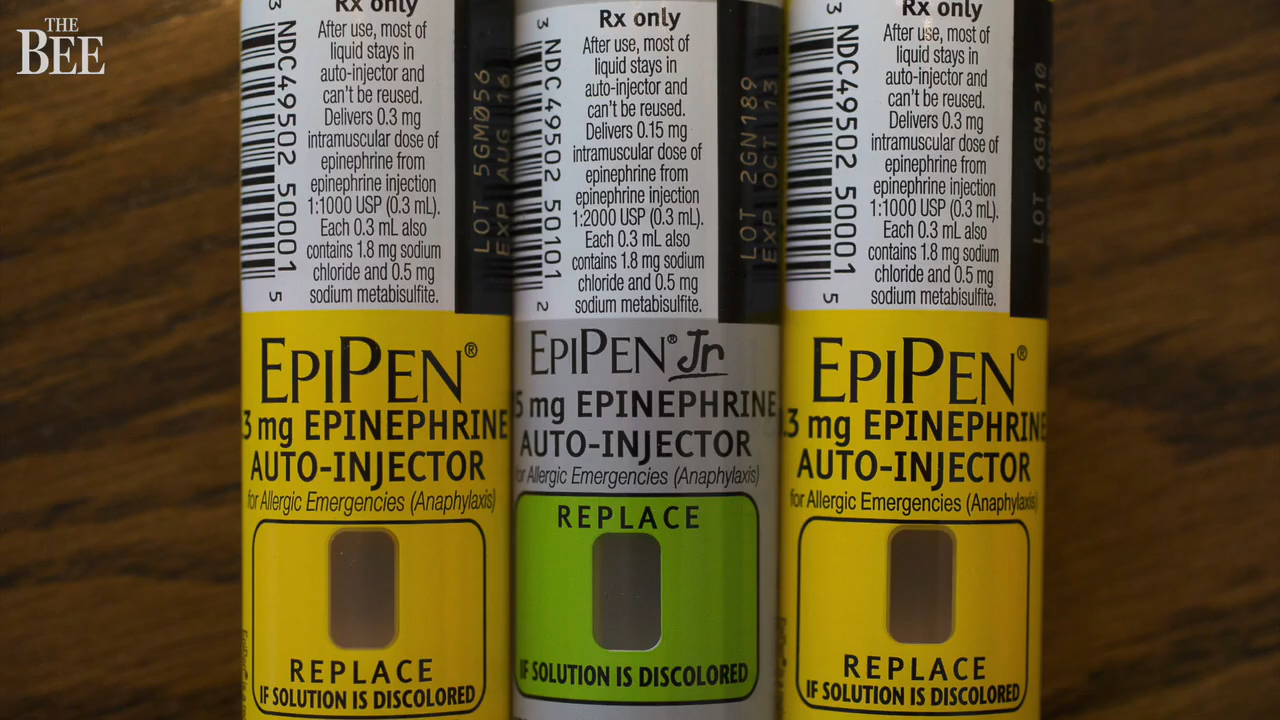 THE
BEE
Rx only
After use, most of
liquid stays in
auto-injector and
can't be reused.
Delivers 0.3 mg
intramuscular dose of
epinephrine from
epinephrine injection
1:1000 USP (0.3 mL).
Each 0.3 mL also
contains 1.8 mg sodium
chloride and 0.5 mg
sodium metabisulfite.
3 NDC 49502 50001 5
LOT 5GM056
EXP AUG 16
EPIPEN®
3 mg EPINEPHRINE
AUTO-INJECTOR
for Allergic Emergencies (Anaphylaxis)
REPLACE
IF SOLUTION IS DISCOLORED
Rx only
After use, most of
liquid stays in
auto-injector and
can't be reused.
Delivers 0.15 mg
intramuscular dose of
epinephrine from
epinephrine injection
1:2000 USP (0.3 mL).
Each 0.3 mL also
contains 1.8 mg sodium
chloride and 0.5 mg
sodium metabisulfite.
3 NDC 49502 50101 2
LOT 2GN189
EXP OCT 13
EPIPEN® Jr
5 mg EPINEPHRINE
AUTO-INJECTOR
for Allergic Emergencies (Anaphylaxis)
REPLACE
IF SOLUTION IS DISCOLORED
Rx only
After use, most of
liquid stays in
auto-injector and
can't be reused.
Delivers 0.3 mg
intramuscular dose of
epinephrine from
epinephrine injection
1:1000 USP (0.3 mL).
Each 0.3 mL also
contains 1.8 mg sodium
chloride and 0.5 mg
sodium metabisulfite.
3 NDC 49502 50001 5
LOT 6GM210
EPIPEN®
.3 mg EPINEPHRINE
AUTO-INJECTOR
for Allergic Emergencies (Anaphylaxis)
REPLACE
IF SOLUTION IS DISCOLORED